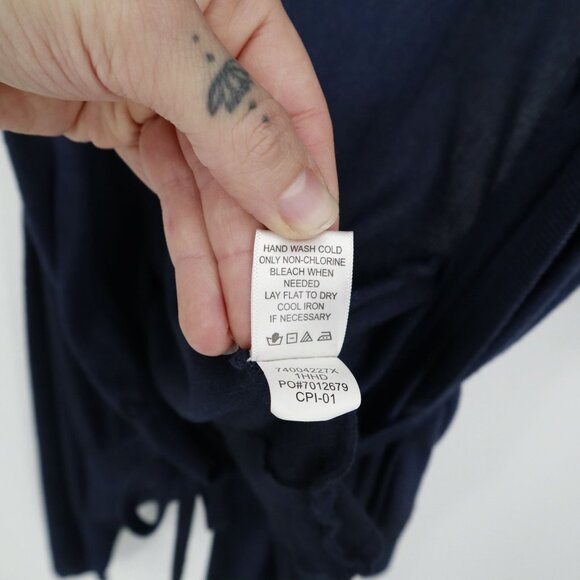 HAND WASH COLD
ONLY NON-CHLORINE
BLEACH WHEN
NEEDED
LAY FLAT TO DRY
COOL IRON
IF NECESSARY
74004227X
1HHD
PO#7012679
CPI-01